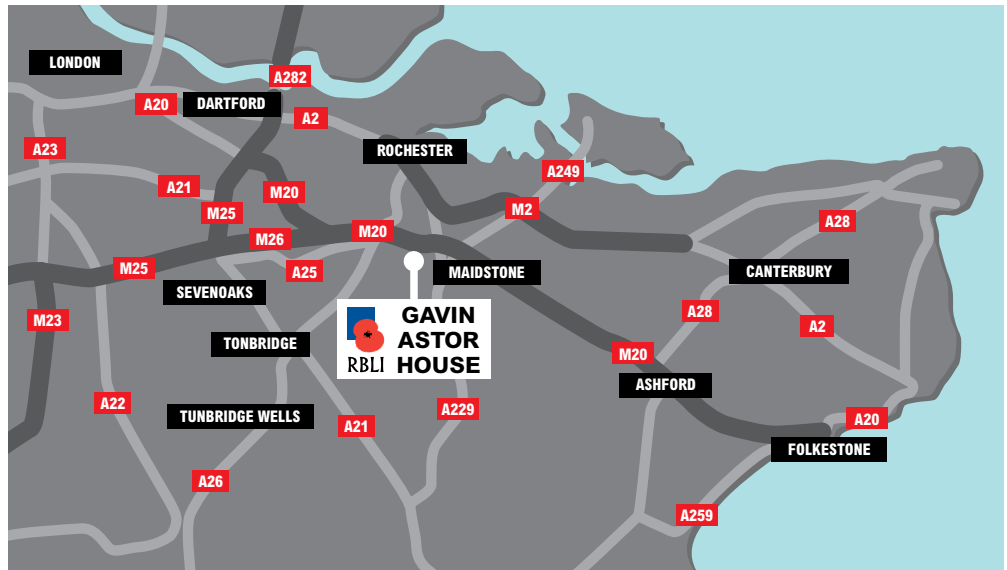 LONDON
A282
A20
DARTFORD
A2
A23
ROCHESTER
A249
A21
M20
M25
M2
A28
M26
M20
M25
A25
MAIDSTONE
CANTERBURY
SEVENOAKS
M23
GAVIN
ASTOR
RBLI HOUSE
A28
A2
TONBRIDGE
M20
ASHFORD
A22
TUNBRIDGE WELLS
A229
A21
A20
FOLKESTONE
A26
A259